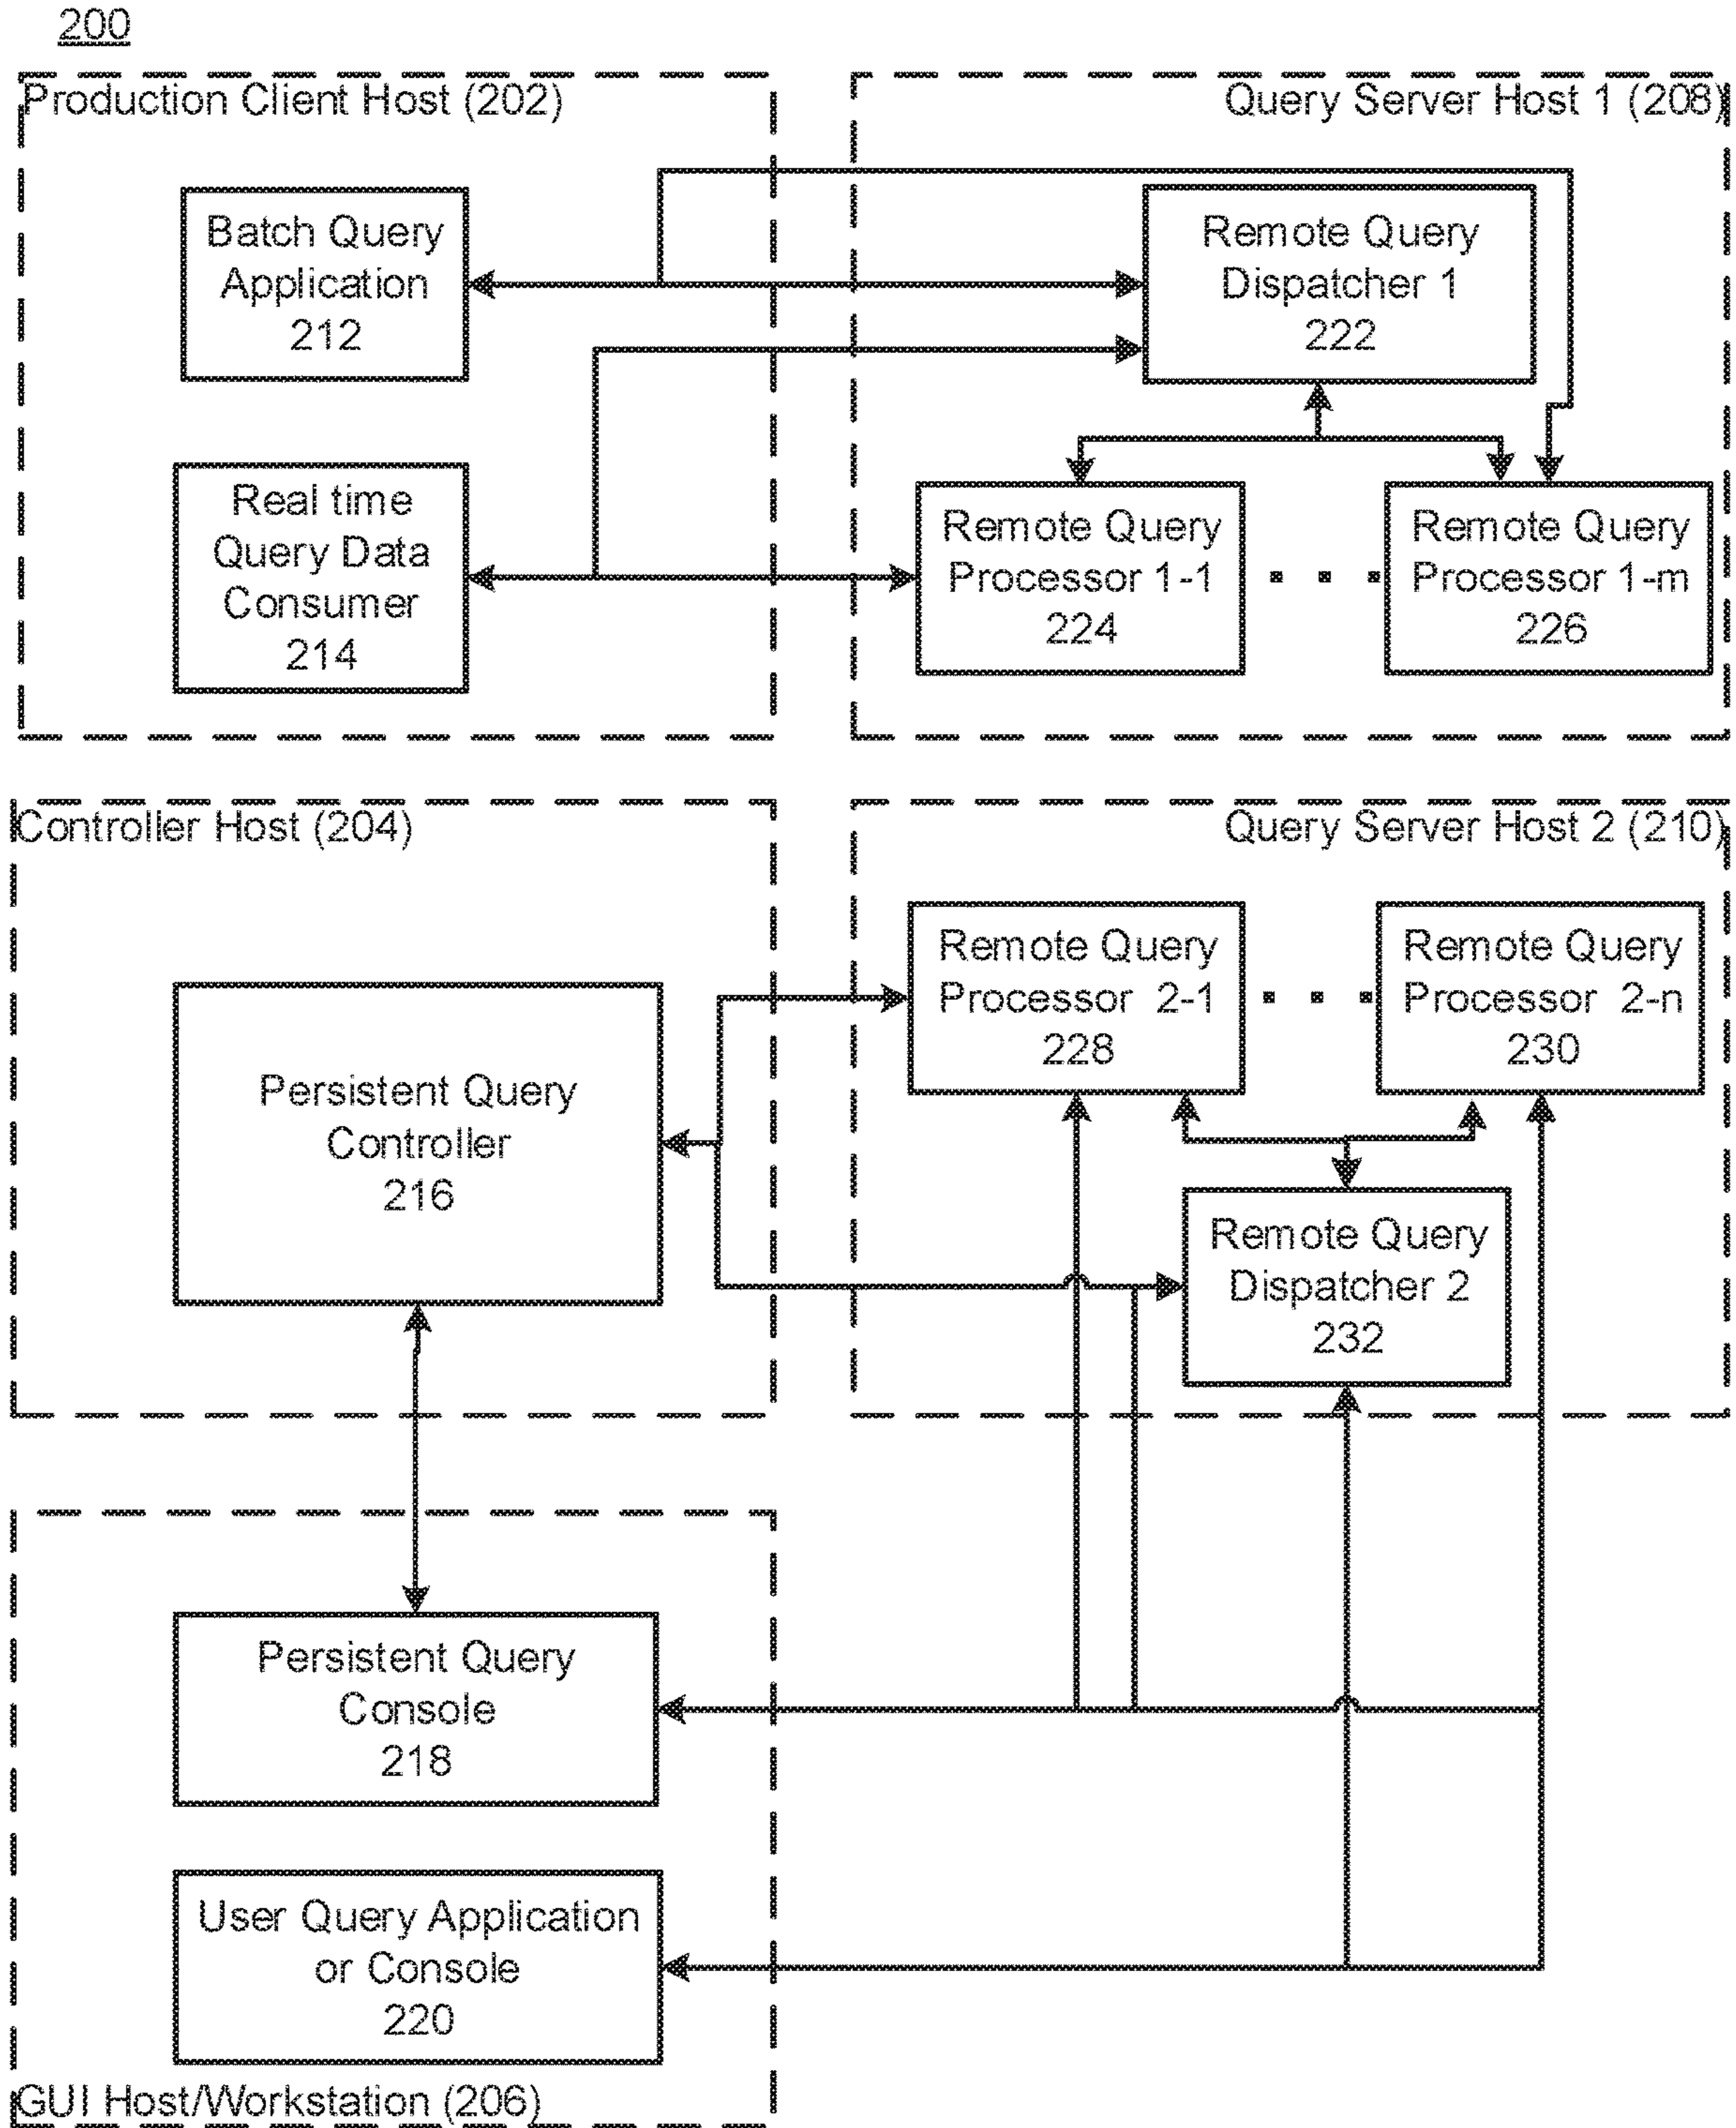 200
Production Client Host (202)
Query Server Host 1 (208)
Batch Query
Application
212
Remote Query
Dispatcher 1
222
Real time
Query Data
Consumer
214
Remote Query
Processor 1-1
224
Remote Query
Processor 1-m
226
Controller Host (204)
Query Server Host 2 (210)
Persistent Query
Controller
216
Remote Query
Processor 2-1
228
Remote Query
Processor 2-n
230
Remote Query
Dispatcher 2
232
Persistent Query
Console
218
User Query Application
or Console
220
GUI Host/Workstation (206)